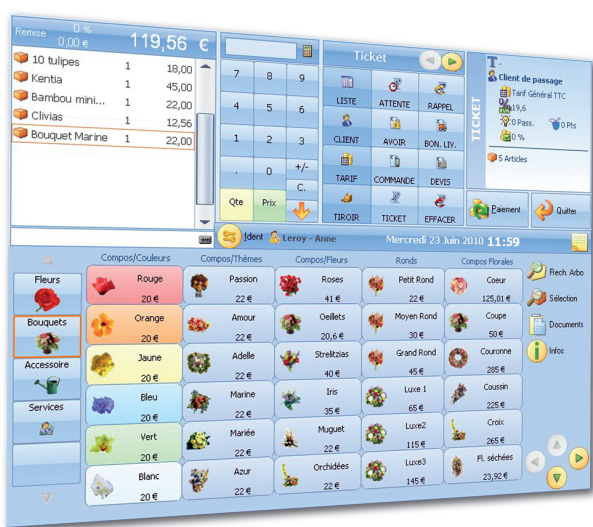 Remise 0 %
0,00 € 119,56 €
10 tulipes 1 18,00
Kentia 1 45,00
Bambou mini... 1 22,00
Clivias 1 12,56
Bouquet Marine 1 22,00
7 8 9
4 5 6
1 2 3
. 0 +/-
C.
Qte Prix
Ticket
LISTE ATTENTE RAPPEL
CLIENT AVOIR BON. LIV.
TARIF COMMANDE DEVIS
TIROIR TICKET EFFACER
TICKET
T -
Client de passage
Tarif Général TTC
19,6
0 Pass. 0 Pts
0 %
5 Articles
Paiement Quitter
Ident Leroy - Anne Mercredi 23 Juin 2010 11:59
Fleurs
Bouquets
Accessoire
Services
Compos/Couleurs Compos/Thèmes Compos/Fleurs Ronds Compos Florales
Rouge Passion Roses Petit Rond Coeur
20 € 22 € 41 € 22 € 125,01 €
Orange Amour Oeillets Moyen Rond Coupe
20 € 22 € 20,6 € 30 € 50 €
Jaune Adelle Strelitzias Grand Rond Couronne
20 € 22 € 40 € 45 € 285 €
Bleu Marine Iris Luxe 1 Coussin
20 € 22 € 35 € 65 € 225 €
Vert Mariée Muguet Luxe2 Croix
20 € 22 € 22 € 115 € 265 €
Blanc Azur Orchidées Luxe3 Fl. séchées
20 € 22 € 22 € 145 € 23,92 €
Rech. Arbo
Sélection
Documents
Infos